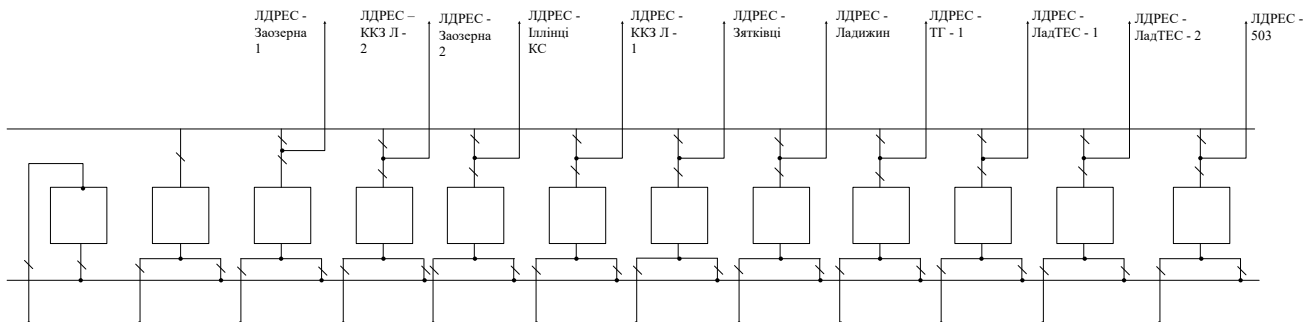 ЛДРЕС -
Заозерна
1
ЛДРЕС –
ККЗ Л -
2
ЛДРЕС -
Заозерна
2
ЛДРЕС -
Іллінці
КС
ЛДРЕС -
ККЗ Л -
1
ЛДРЕС -
Зятківці
ЛДРЕС -
Ладижин
ЛДРЕС -
ТГ - 1
ЛДРЕС -
ЛадТЕС - 1
ЛДРЕС -
ЛадТЕС - 2
ЛДРЕС -
503